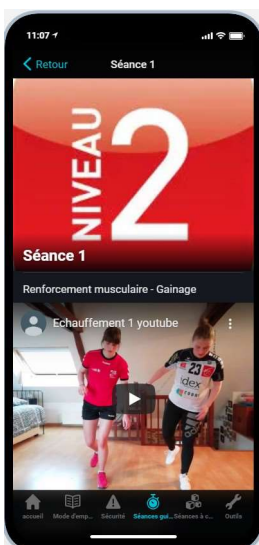 11:07
Retour
Séance 1
NIVEAU 2
Séance 1
Renforcement musculaire - Gainage
Echauffement 1 youtube
23
idex
accueil
Mode d'emp...
Sécurité
Séances gui...
Séances à c...
Outils